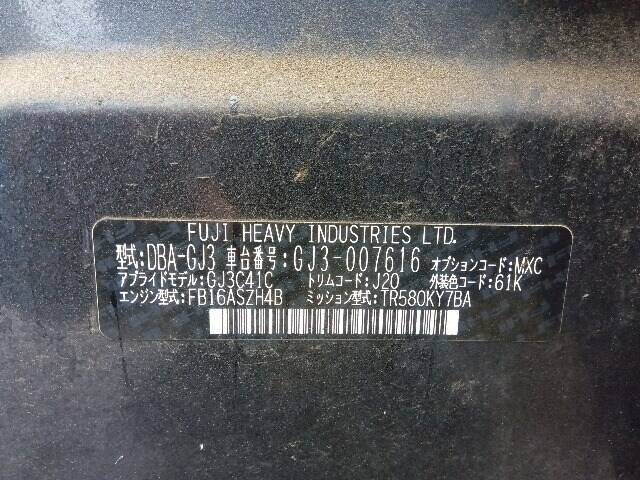 FUJI HEAVY INDUSTRIES LTD.
型式:DBA-GJ3 車台番号:GJ3-007616 オプションコード:MXC
アプライドモデル:GJ3C41C トリムコード:J20 外装色コード:61K
エンジン型式:FB16ASZH4B ミッション型式:TR580KY7BA